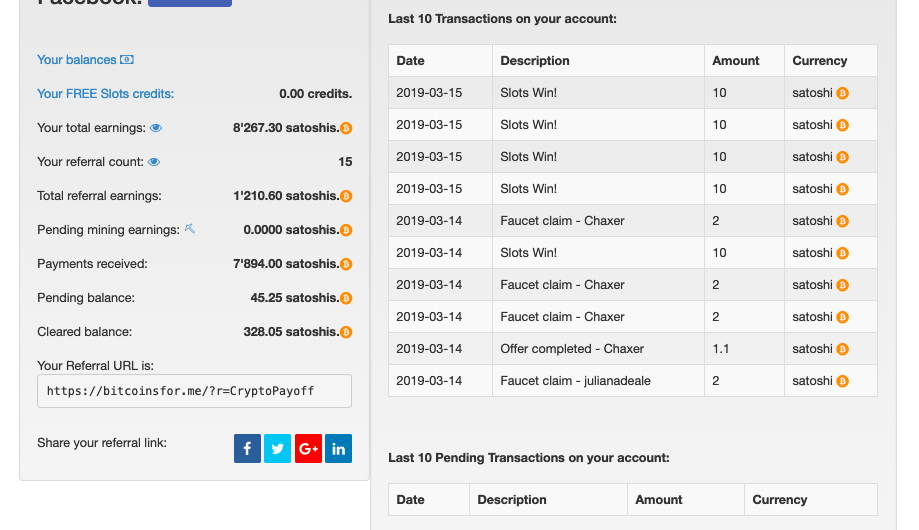 Facebook:
Your balances
Your FREE Slots credits: 0.00 credits.
Your total earnings: 8'267.30 satoshis.
Your referral count: 15
Total referral earnings: 1'210.60 satoshis.
Pending mining earnings: 0.0000 satoshis.
Payments received: 7'894.00 satoshis.
Pending balance: 45.25 satoshis.
Cleared balance: 328.05 satoshis.
Your Referral URL is:
https://bitcoinsfor.me/?r=CryptoPayoff
Share your referral link: f G+ in
Last 10 Transactions on your account:
Date Description Amount Currency
2019-03-15 Slots Win! 10 satoshi
2019-03-15 Slots Win! 10 satoshi
2019-03-15 Slots Win! 10 satoshi
2019-03-15 Slots Win! 10 satoshi
2019-03-14 Faucet claim - Chaxer 2 satoshi
2019-03-14 Slots Win! 10 satoshi
2019-03-14 Faucet claim - Chaxer 2 satoshi
2019-03-14 Faucet claim - Chaxer 2 satoshi
2019-03-14 Offer completed - Chaxer 1.1 satoshi
2019-03-14 Faucet claim - julianadeale 2 satoshi
Last 10 Pending Transactions on your account:
Date Description Amount Currency